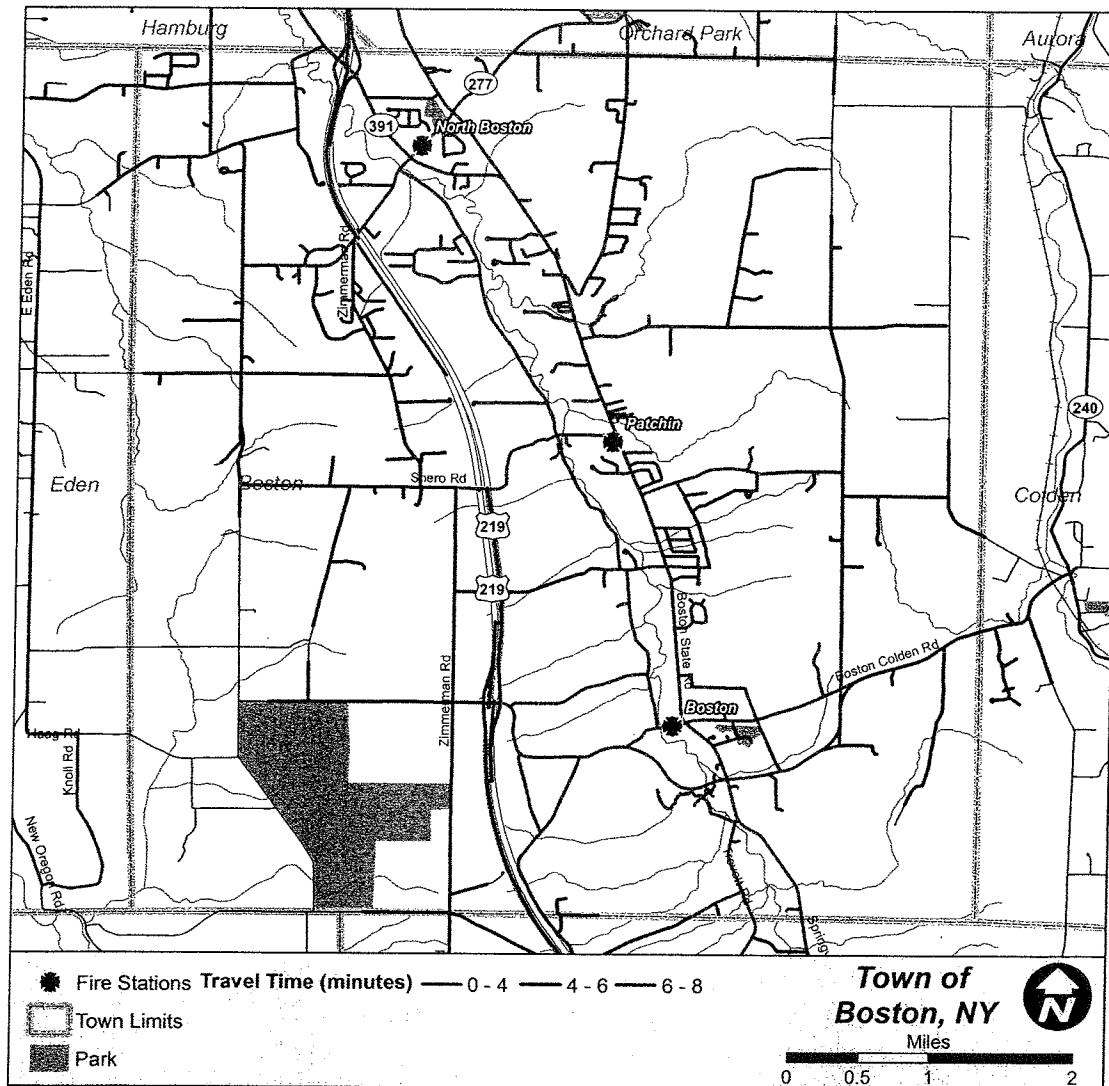 Hamburg
Orchard Park
Aurora
277
391
North Boston
E Eden Rd
Zimmerman Rd
240
Patchin
Eden
Boston
Shero Rd
Colden
219
219
Boston State Rd
Zimmerman Rd
Boston Colden Rd
Boston
Haag Rd
Knoll Rd
New Oregon Rd
Fire Stations Travel Time (minutes) 0 - 4 4 - 6 6 - 8
Town Limits
Park
Town of
Boston, NY
N
Miles
0 0.5 1 2